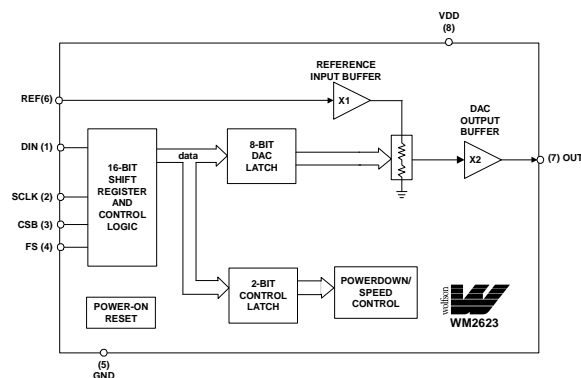 VDD
(8)
REFERENCE
INPUT BUFFER
REF(6)
X1
DAC
OUTPUT
BUFFER
DIN (1)
16-BIT
SHIFT
REGISTER
AND
CONTROL
LOGIC
data
8-BIT
DAC
LATCH
X2
(7) OUT
SCLK (2)
CSB (3)
FS (4)
2-BIT
CONTROL
LATCH
POWERDOWN/
SPEED
CONTROL
POWER-ON
RESET
wolfson
WM2623
(5)
GND